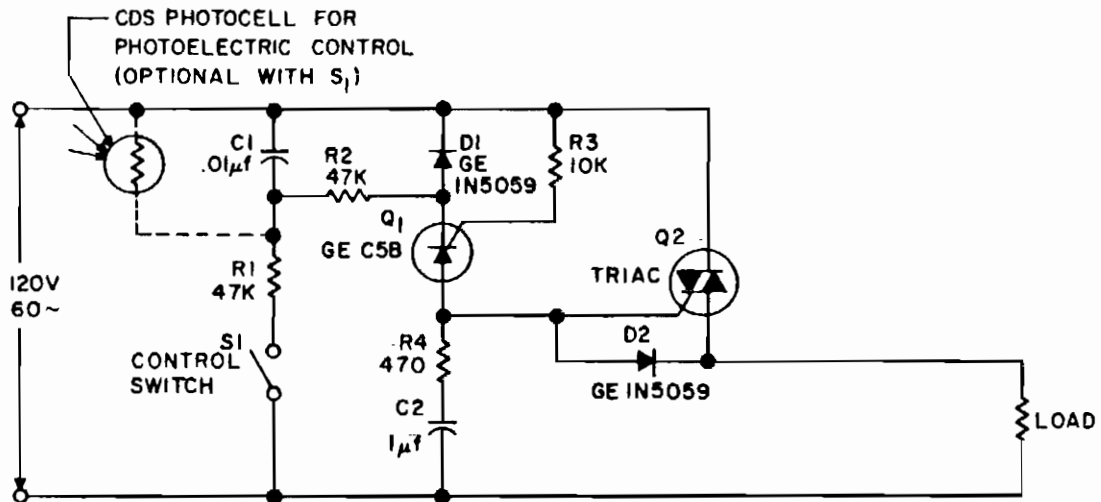 CDS PHOTOCELL FOR
PHOTOELECTRIC CONTROL
(OPTIONAL WITH S1)
C1
.01μf
R2
47K
D1
GE
IN5059
R3
10K
Q1
GE C5B
Q2
TRIAC
120V
60~
R1
47K
S1
CONTROL
SWITCH
R4
470
C2
1μf
D2
GE IN5059
LOAD